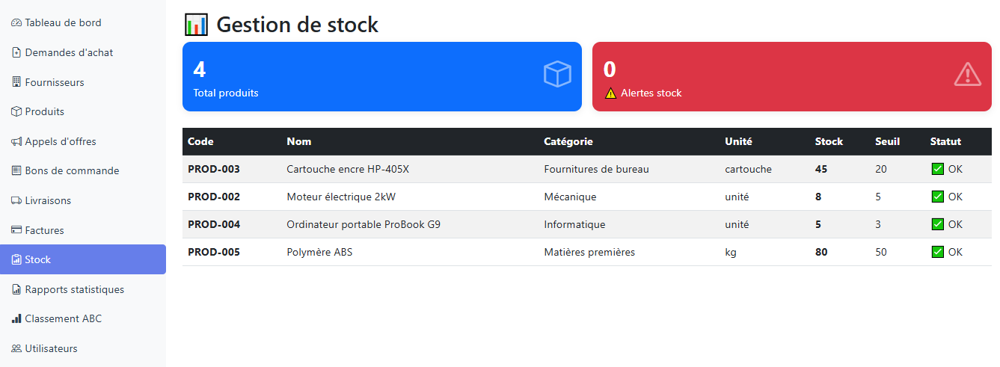 Tableau de bord
Demandes d'achat
Fournisseurs
Produits
Appels d'offres
Bons de commande
Livraisons
Factures
Stock
Rapports statistiques
Classement ABC
Utilisateurs
Gestion de stock
4
Total produits
0
Alertes stock
Code Nom Catégorie Unité Stock Seuil Statut
PROD-003 Cartouche encre HP-405X Fournitures de bureau cartouche 45 20 OK
PROD-002 Moteur électrique 2kW Mécanique unité 8 5 OK
PROD-004 Ordinateur portable ProBook G9 Informatique unité 5 3 OK
PROD-005 Polymère ABS Matières premières kg 80 50 OK